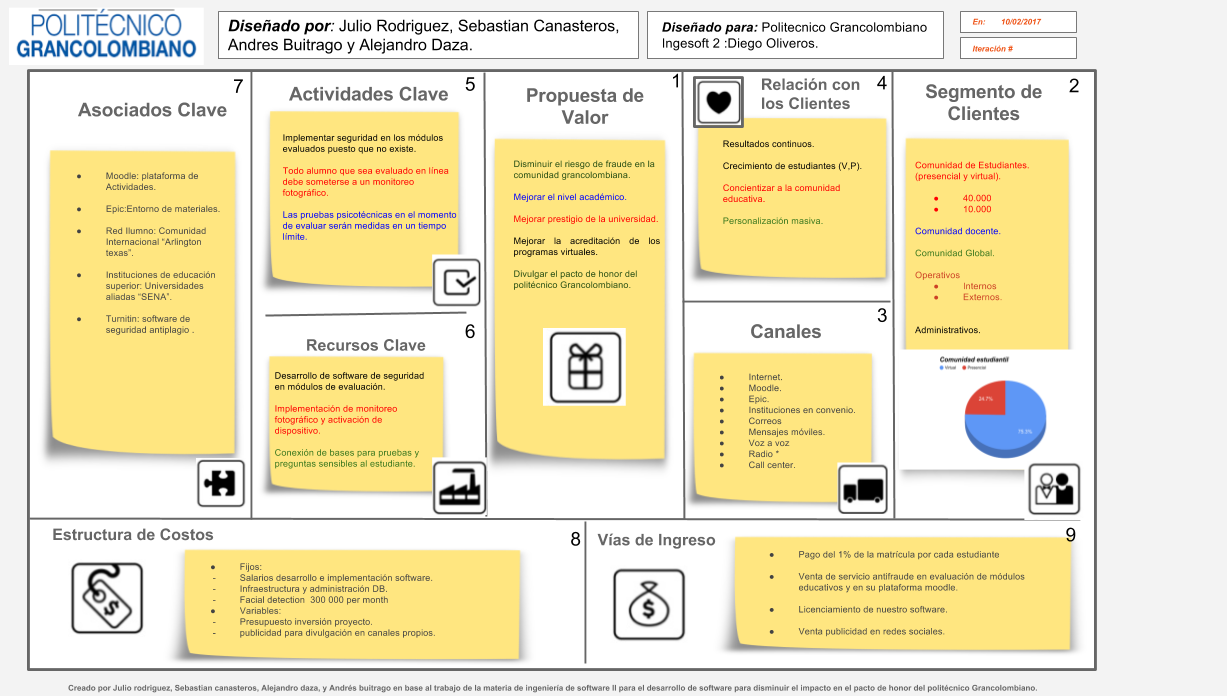 POLITÉCNICO
GRANCOLOMBIANO
Diseñado por: Julio Rodriguez, Sebastian Canasteros,
Andres Buitrago y Alejandro Daza.
Diseñado para: Politecnico Grancolombiano
Ingesoft 2 :Diego Oliveros.
En: 10/02/2017
Iteración #
7
Asociados Clave
● Moodle: plataforma de
Actividades.
● Epic:Entorno de materiales.
● Red Ilumno: Comunidad
Internacional “Arlington
texas”.
● Instituciones de educación
superior: Universidades
aliadas “SENA”.
● Turnitin: software de
seguridad antiplagio .
5
Actividades Clave
Implementar seguridad en los módulos
evaluados puesto que no existe.
Todo alumno que sea evaluado en línea
debe someterse a un monitoreo
fotográfico.
Las pruebas psicotécnicas en el momento
de evaluar serán medidas en un tiempo
límite.
6
Recursos Clave
Desarrollo de software de seguridad
en módulos de evaluación.
Implementación de monitoreo
fotográfico y activación de
dispositivo.
Conexión de bases para pruebas y
preguntas sensibles al estudiante.
1
Propuesta de
Valor
Disminuir el riesgo de fraude en la
comunidad grancolombiana.
Mejorar el nivel académico.
Mejorar prestigio de la universidad.
Mejorar la acreditación de los
programas virtuales.
Divulgar el pacto de honor del
politécnico Grancolombiano.
4
Relación con
los Clientes
Resultados continuos.
Crecimiento de estudiantes (V,P).
Concientizar a la comunidad
educativa.
Personalización masiva.
3
Canales
● Internet.
● Moodle.
● Epic.
● Instituciones en convenio.
● Correos
● Mensajes móviles.
● Voz a voz
● Radio *
● Call center.
2
Segmento de
Clientes
Comunidad de Estudiantes.
(presencial y virtual).
● 40.000
● 10.000
Comunidad docente.
Comunidad Global.
Operativos
● Internos
● Externos.
Administrativos.
Comunidad estudiantil
Virtual Presencial
24.7%
75.3%
8
Estructura de Costos
● Fijos:
- Salarios desarrollo e implementación software.
- Infraestructura y administración DB.
- Facial detection 300 000 per month
● Variables:
- Presupuesto inversión proyecto.
- publicidad para divulgación en canales propios.
9
Vías de Ingreso
● Pago del 1% de la matrícula por cada estudiante
● Venta de servicio antifraude en evaluación de módulos
educativos y en su plataforma moodle.
● Licenciamiento de nuestro software.
● Venta publicidad en redes sociales.
Creado por Julio rodriguez, Sebastian canasteros, Alejandro daza, y Andrés buitrago en base al trabajo de la materia de ingeniería de software II para el desarrollo de software para disminuir el impacto en el pacto de honor del politécnico Grancolombiano.